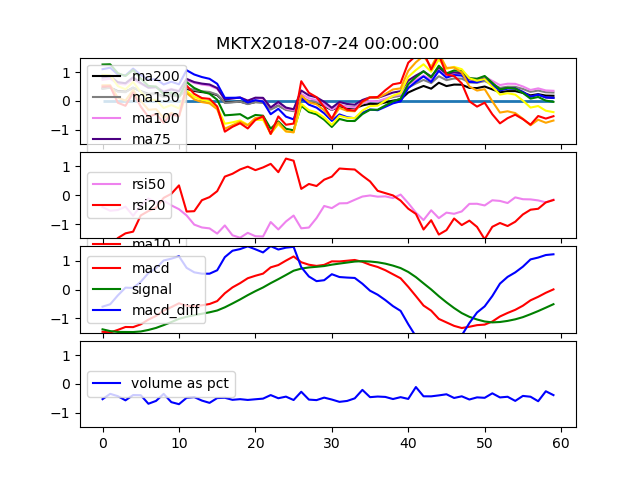 MKTX2018-07-24 00:00:00
1
0
−1
ma200
ma150
ma100
ma75
1
0
−1
rsi50
rsi20
ma10
1
0
−1
macd
signal
macd_diff
1
0
−1
volume as pct
0 10 20 30 40 50 60